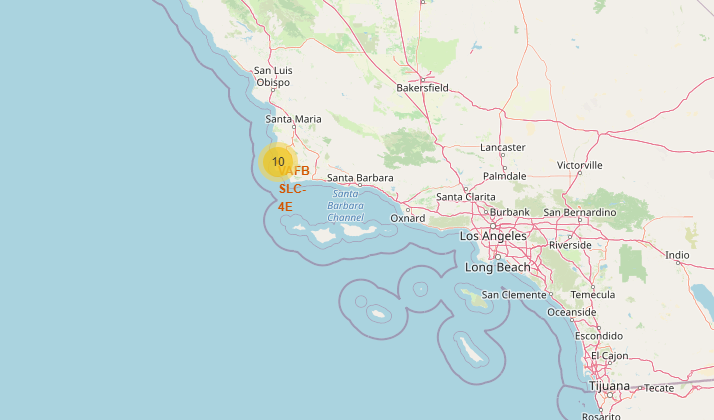 San Luis
Obispo
Bakersfield
Santa Maria
Lancaster
10
VAFB
SLC-
4E
Victorville
Palmdale
Santa Barbara
Santa
Barbara
Channel
Santa Clarita
Oxnard
Burbank
San Bernardino
Los Angeles
Riverside
Indio
Long Beach
San Clemente
Temecula
Oceanside
Escondido
El Cajon
Tijuana
Tecate
Rosarito